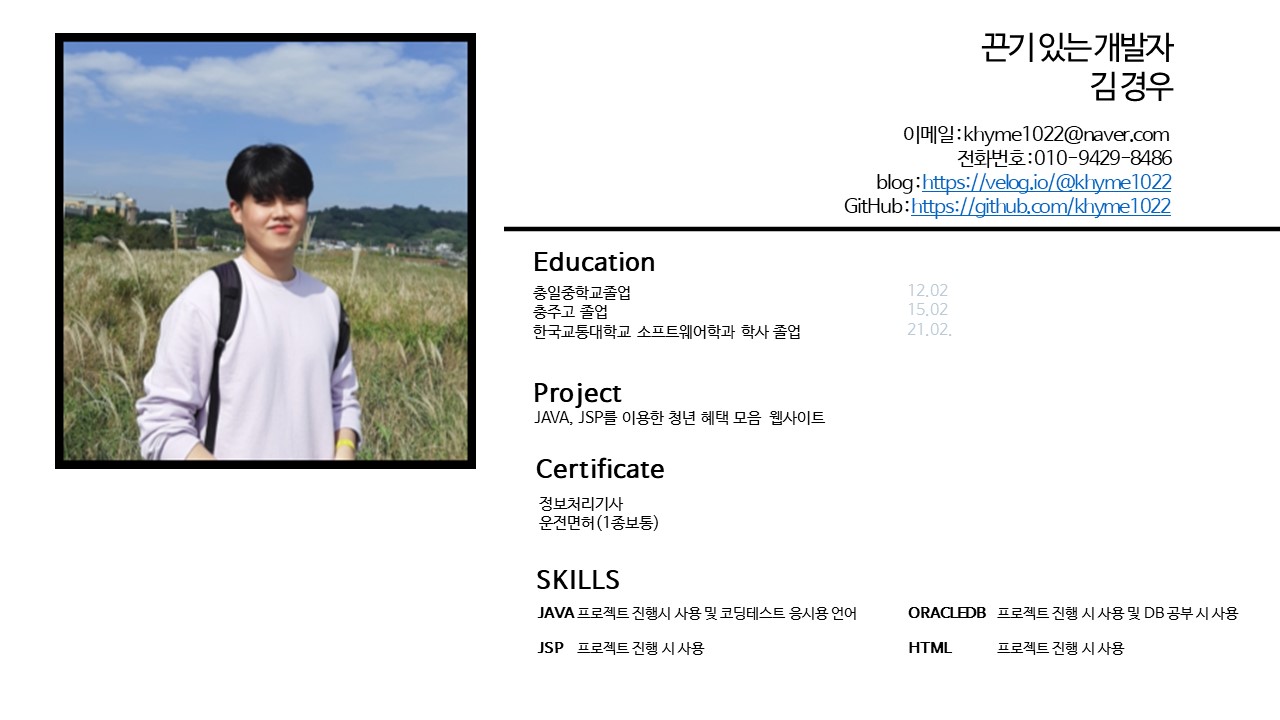 끈기 있는 개발자
김경우
이메일:khyme1022@naver.com
전화번호:010-9429-8486
blog:https://velog.io/@khyme1022
GitHub:https://github.com/khyme1022
Education
충일중학교졸업 12.02
충주고 졸업 15.02
한국교통대학교 소프트웨어학과 학사 졸업 21.02.
Project
JAVA, JSP를 이용한 청년 혜택 모음 웹사이트
Certificate
정보처리기사
운전면허(1종보통)
SKILLS
JAVA 프로젝트 진행시 사용 및 코딩테스트 응시용 언어 ORACLEDB 프로젝트 진행 시 사용 및 DB 공부 시 사용
JSP 프로젝트 진행 시 사용 HTML 프로젝트 진행 시 사용